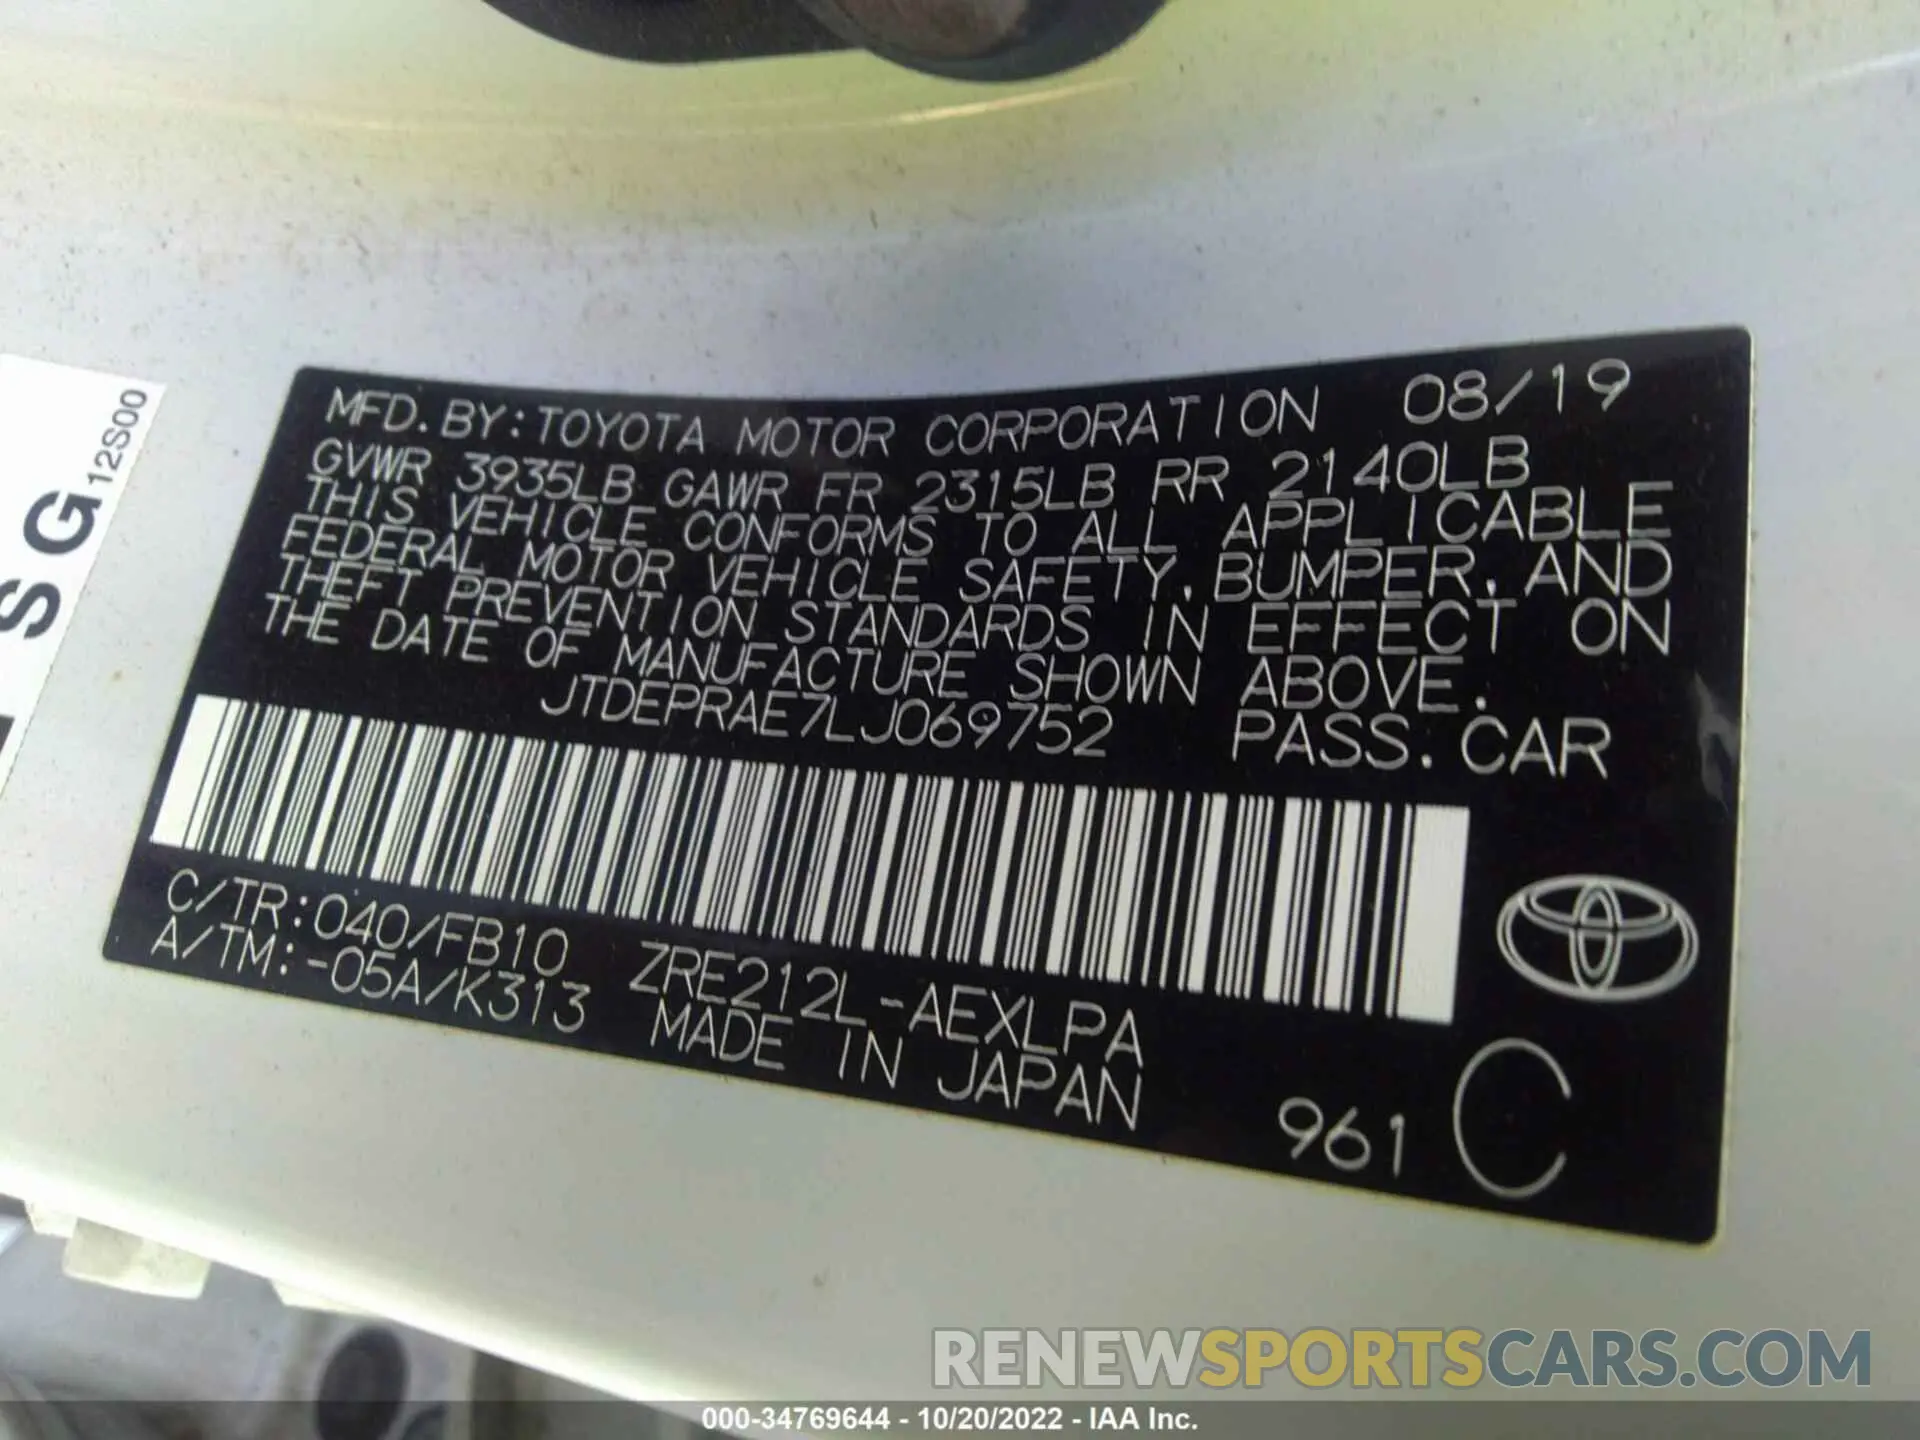 MFD. BY: TOYOTA MOTOR CORPORATION 08/19
GVWR 3935LB GAWR FR 2315LB RR 2140LB
THIS VEHICLE CONFORMS TO ALL APPLICABLE
FEDERAL MOTOR VEHICLE SAFETY, BUMPER, AND
THEFT PREVENTION STANDARDS IN EFFECT ON
THE DATE OF MANUFACTURE SHOWN ABOVE.
JTDEPRAE7LJ069752 PASS. CAR
C/TR: 040/FB10 ZRE212L-AEXLPA
A/TM: -05A/K313 MADE IN JAPAN
961 C
SG 12S00
RENEWSPORTSCARS.COM
000-34769644 - 10/20/2022 - IAA Inc.